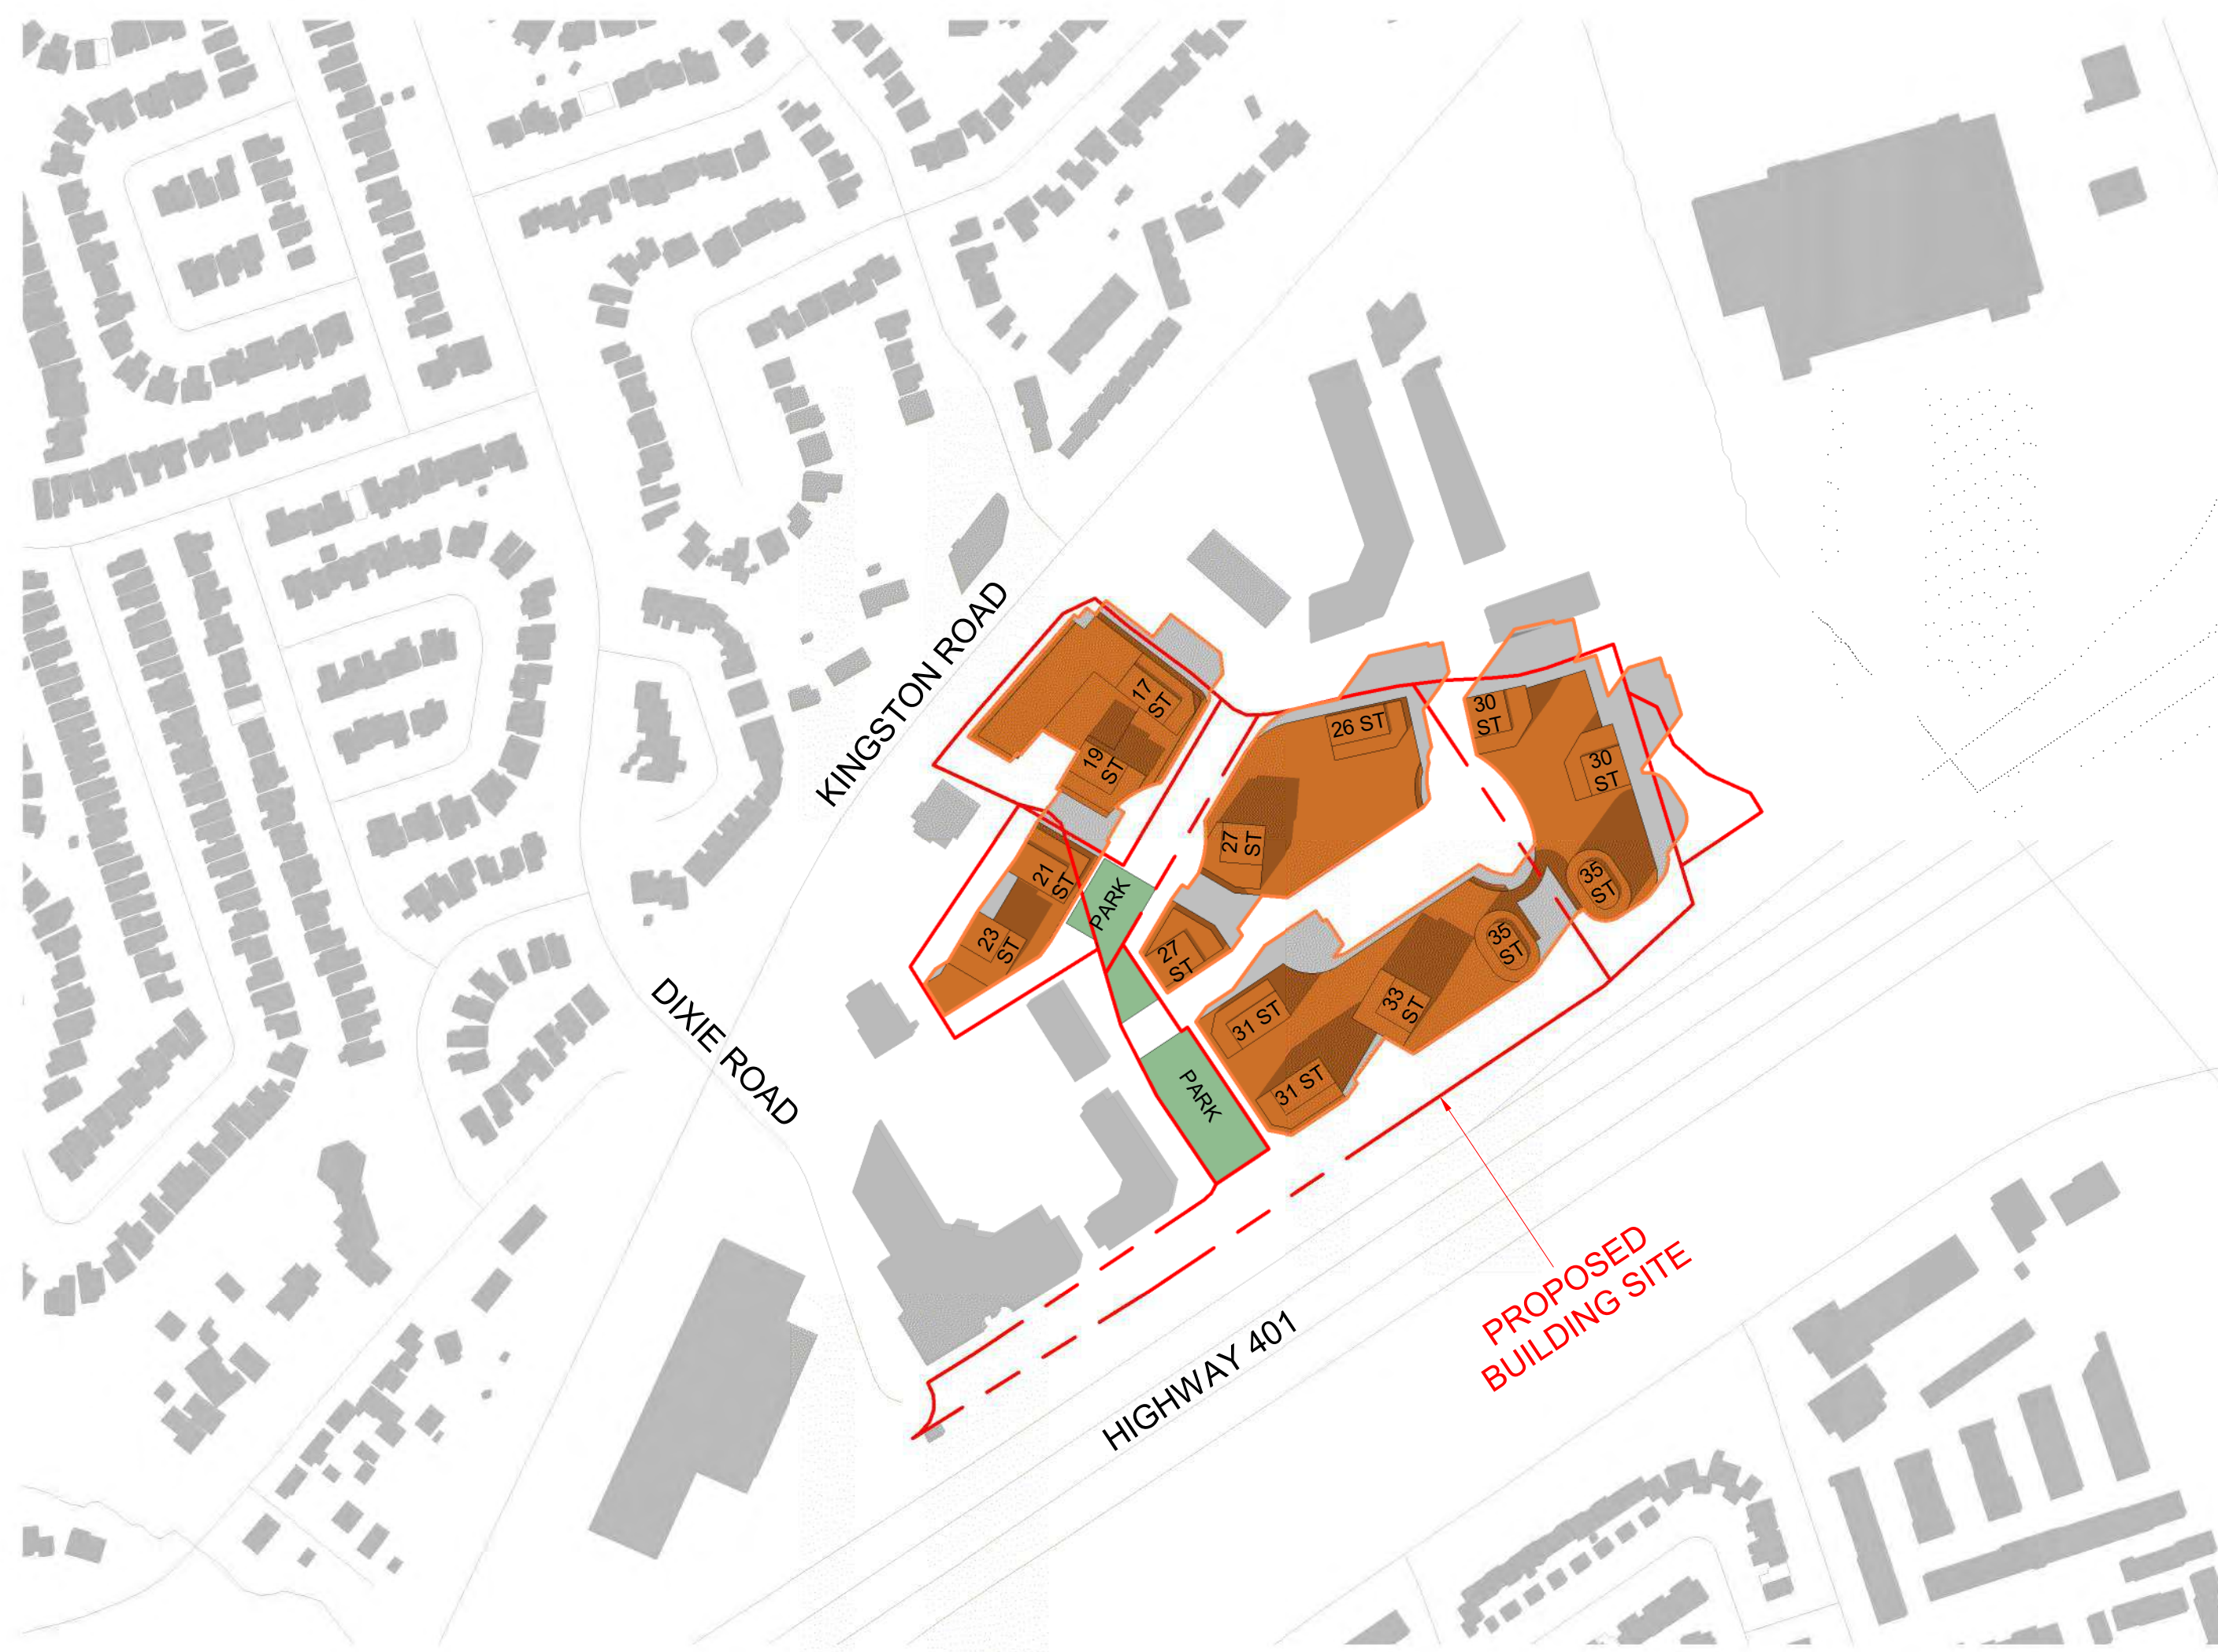 KINGSTON ROAD
17
ST
19
ST
21
ST
23
ST
PARK
26 ST
27
ST
27
ST
30
ST
30
ST
35
ST
35
ST
33
ST
31 ST
31 ST
PARK
DIXIE ROAD
HIGHWAY 401
PROPOSED
BUILDING SITE